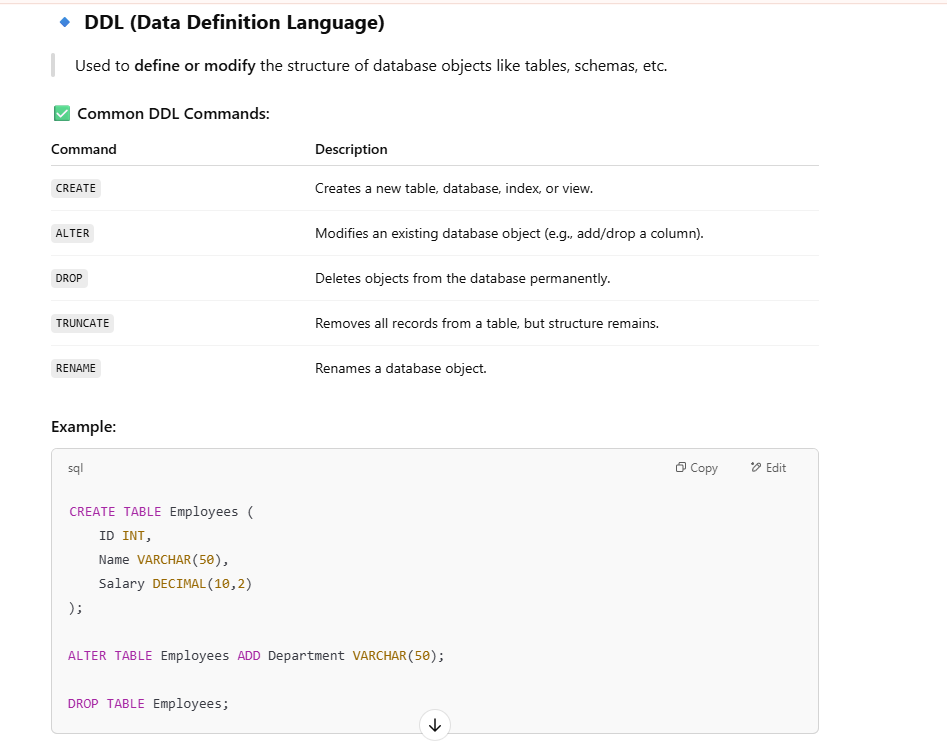 DDL (Data Definition Language)
Used to define or modify the structure of database objects like tables, schemas, etc.
Common DDL Commands:
Command Description
CREATE Creates a new table, database, index, or view.
ALTER Modifies an existing database object (e.g., add/drop a column).
DROP Deletes objects from the database permanently.
TRUNCATE Removes all records from a table, but structure remains.
RENAME Renames a database object.
Example:
sql Copy Edit
CREATE TABLE Employees (
    ID INT,
    Name VARCHAR(50),
    Salary DECIMAL(10,2)
);
ALTER TABLE Employees ADD Department VARCHAR(50);
DROP TABLE Employees;